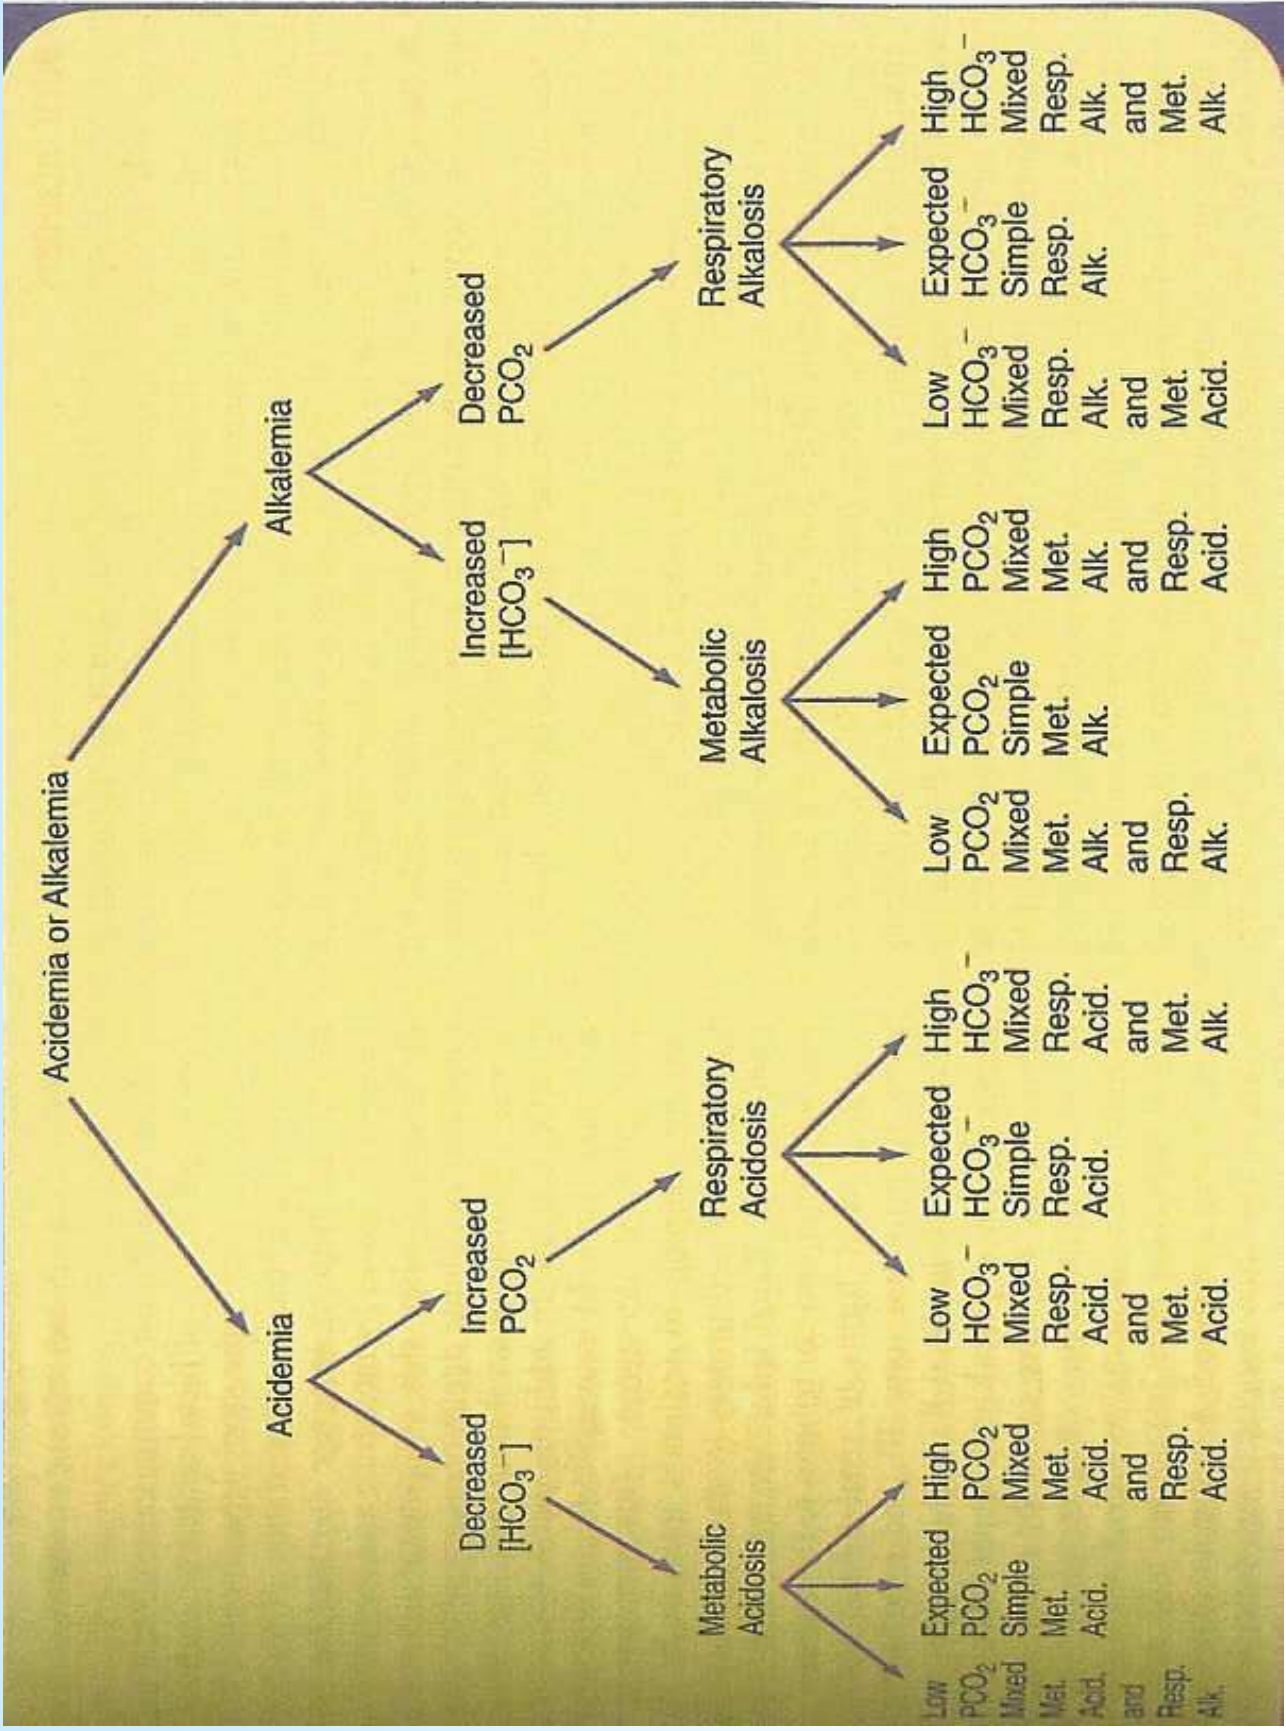 Acidemia or Alkalemia
Acidemia
Alkalemia
Decreased
[HCO₃⁻]
Increased
PCO₂
Increased
[HCO₃⁻]
Decreased
PCO₂
Metabolic
Acidosis
Respiratory
Acidosis
Metabolic
Alkalosis
Respiratory
Alkalosis
Low
PCO₂
Mixed
Met.
Acid.
and
Resp.
Alk.
Expected
PCO₂
Simple
Met.
Acid.
High
PCO₂
Mixed
Met.
Acid.
and
Resp.
Acid.
Low
HCO₃⁻
Mixed
Resp.
Acid.
and
Met.
Acid.
Expected
HCO₃⁻
Simple
Resp.
Acid.
High
HCO₃⁻
Mixed
Resp.
Acid.
and
Met.
Alk.
Low
PCO₂
Mixed
Met.
Alk.
and
Resp.
Alk.
Expected
PCO₂
Simple
Met.
Alk.
High
PCO₂
Mixed
Met.
Alk.
and
Resp.
Acid.
Low
HCO₃⁻
Mixed
Resp.
Alk.
and
Met.
Acid.
Expected
HCO₃⁻
Simple
Resp.
Alk.
High
HCO₃⁻
Mixed
Resp.
Alk.
and
Met.
Alk.